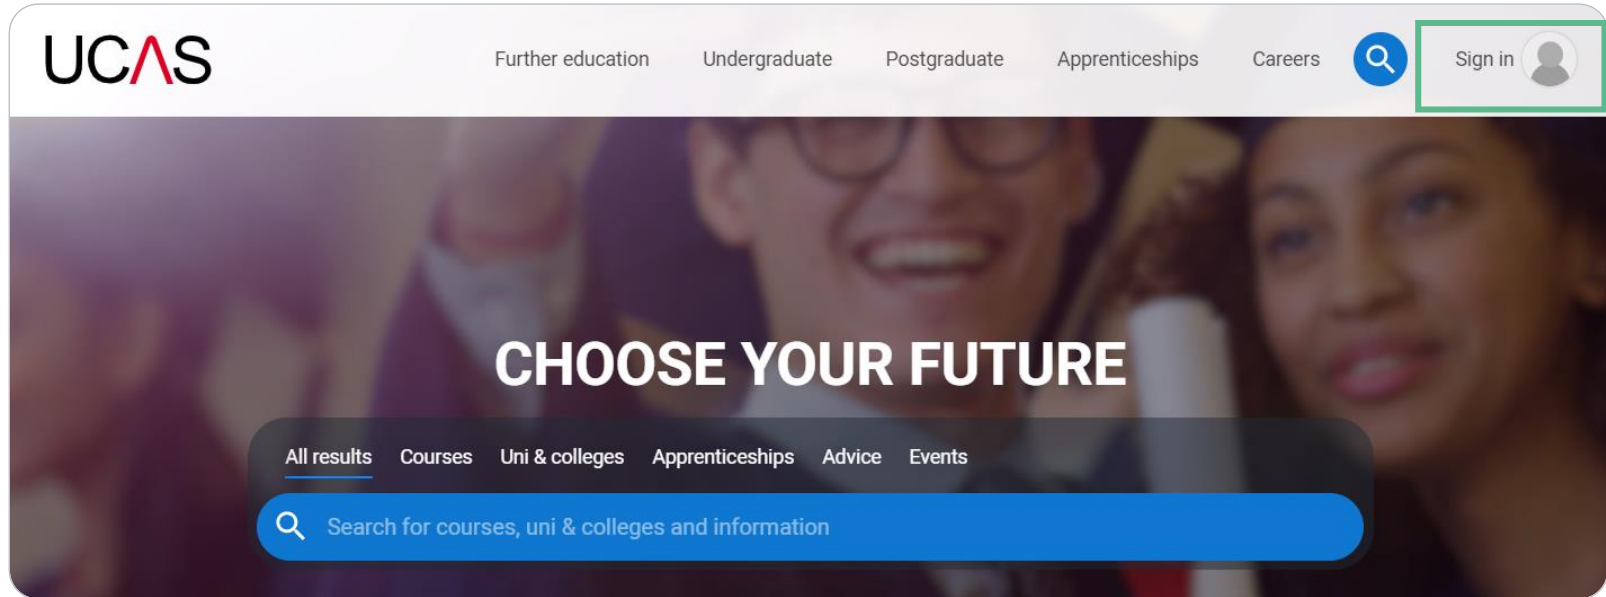 UCAS
Further education Undergraduate Postgraduate Apprenticeships Careers Sign in
CHOOSE YOUR FUTURE
All results Courses Uni & colleges Apprenticeships Advice Events
Search for courses, uni & colleges and information